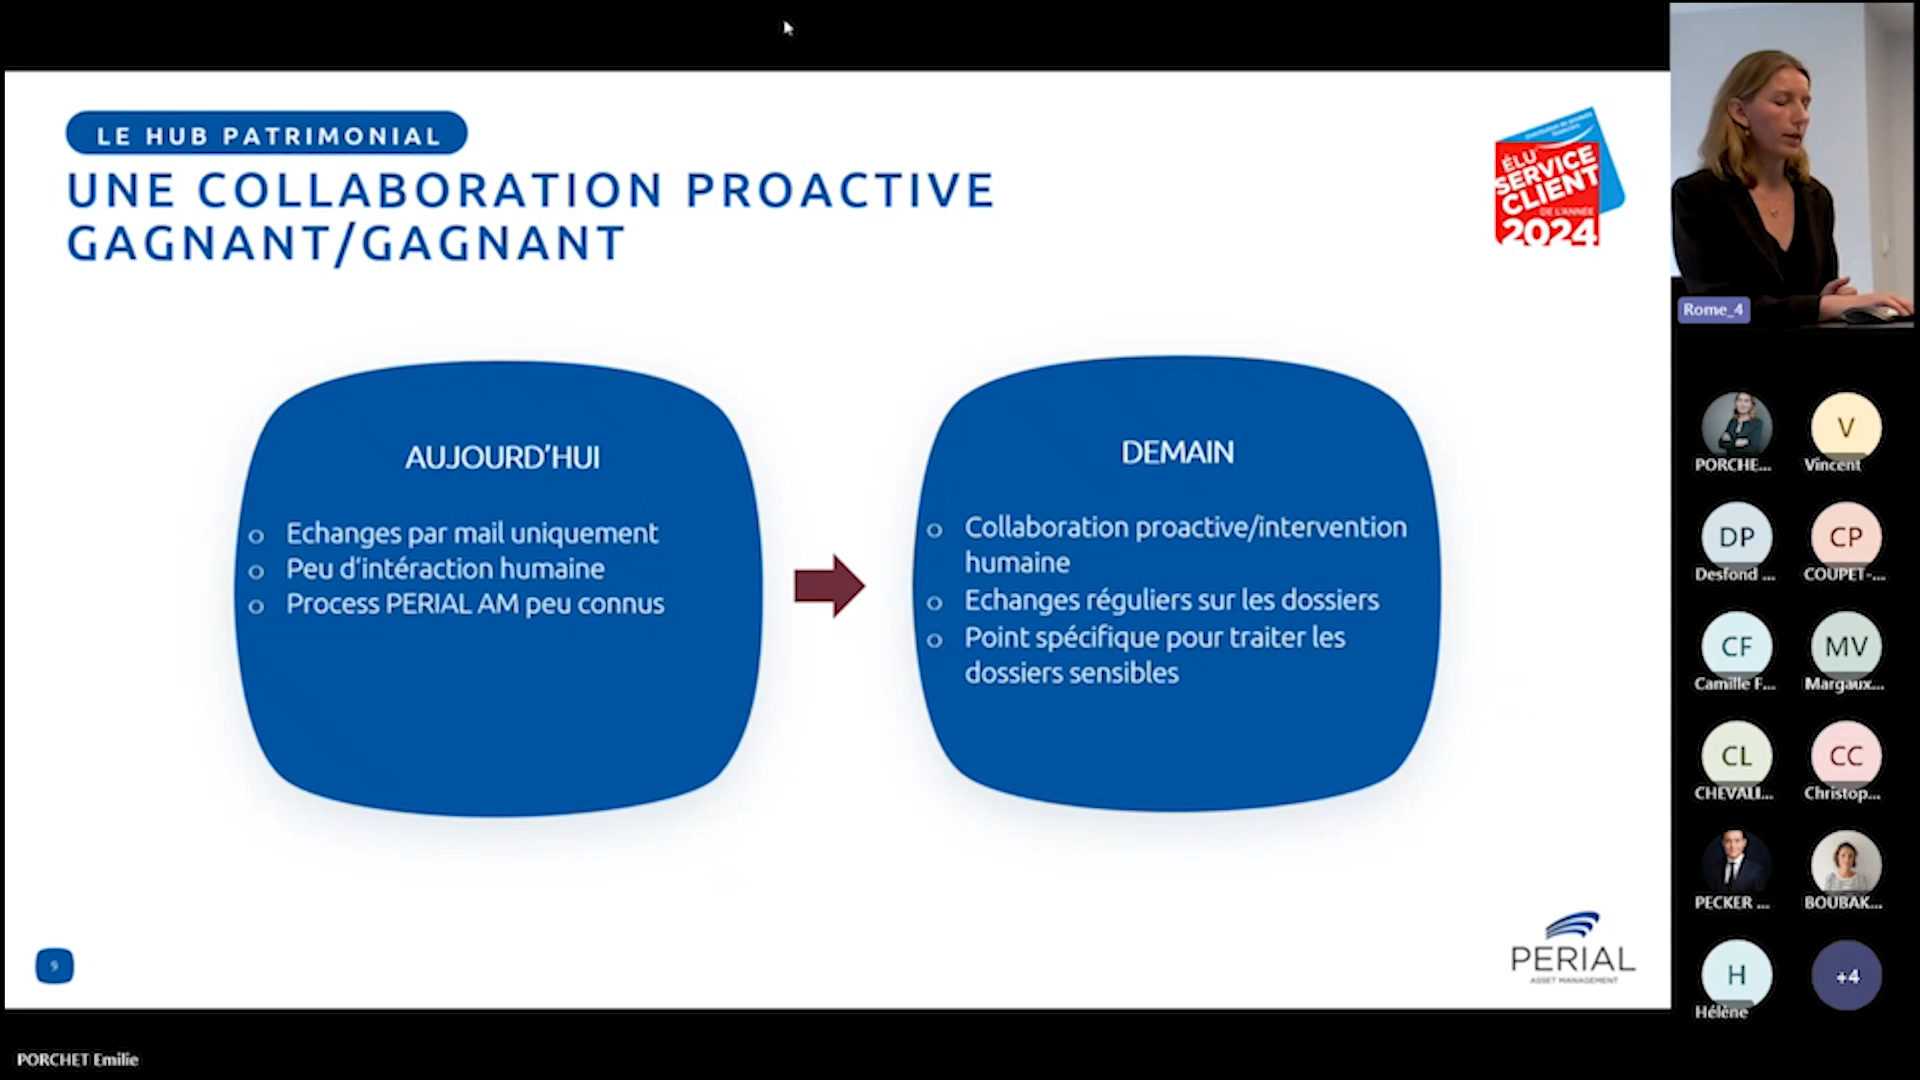 LE HUB PATRIMONIAL
UNE COLLABORATION PROACTIVE
GAGNANT/GAGNANT
ÉLU
SERVICE
CLIENT
DE L'ANNÉE
2024
AUJOURD'HUI
o Echanges par mail uniquement
o Peu d'intéraction humaine
o Process PERIAL AM peu connus
DEMAIN
o Collaboration proactive/intervention
humaine
o Echanges réguliers sur les dossiers
o Point spécifique pour traiter les
dossiers sensibles
9
PERIAL
ASSET MANAGEMENT
Rome_4
PORCHE...
V
Vincent
DP
Desfond ...
CP
COUPET-...
CF
Camille F...
MV
Margaux...
CL
CHEVALI...
CC
Christop...
PECKER ...
BOUBAK...
H
Hélène
+4
PORCHET Emilie